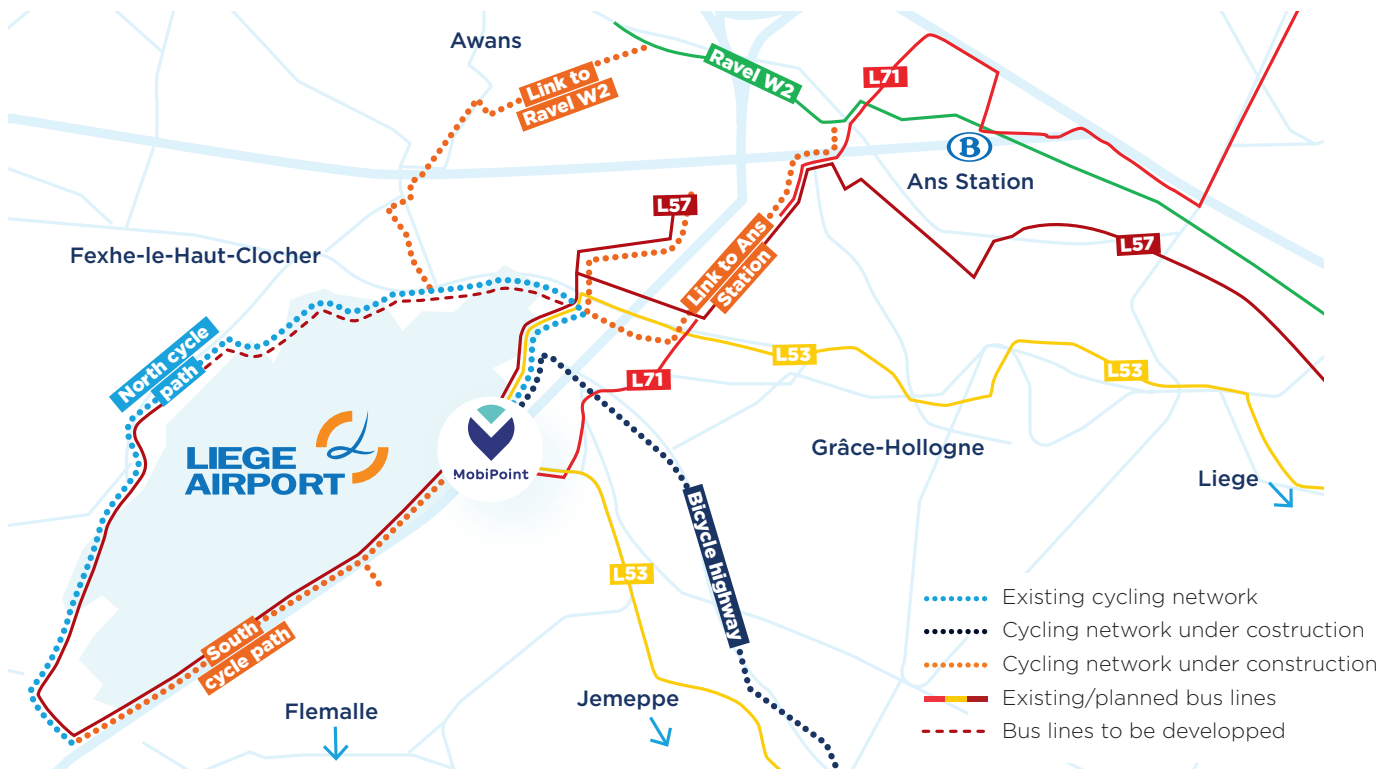 Awans
Link to
Ravel W2
Ravel W2
L71
B
Ans Station
L57
Link to Ans
Station
L57
Fexhe-le-Haut-Clocher
North cycle
path
L53
L53
L71
LIEGE
AIRPORT
MobiPoint
Grâce-Hollogne
Liege
Bicycle highway
L53
South
cycle path
Flemalle
Jemeppe
Existing cycling network
Cycling network under costruction
Cycling network under construction
Existing/planned bus lines
Bus lines to be developped